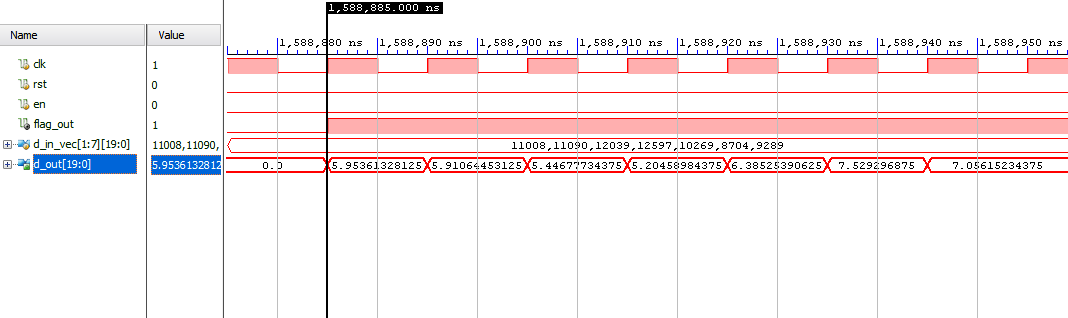 1,588,885.000 ns
Name Value
1,588,880 ns 1,588,890 ns 1,588,900 ns 1,588,910 ns 1,588,920 ns 1,588,930 ns 1,588,940 ns 1,588,950 ns
clk 1
rst 0
en 0
flag_out 1
d_in_vec[1:7][19:0] 11008,11090, 11008,11090,12039,12597,10269,8704,9289
d_out[19:0] 5.9536132812 0.0 5.95361328125 5.91064453125 5.44677734375 5.20458984375 6.38525390625 7.529296875 7.05615234375